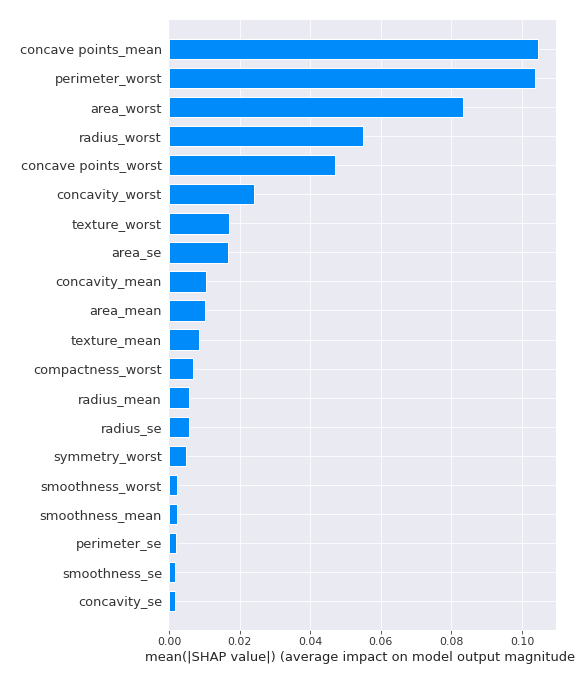 concave points_mean
perimeter_worst
area_worst
radius_worst
concave points_worst
concavity_worst
texture_worst
area_se
concavity_mean
area_mean
texture_mean
compactness_worst
radius_mean
radius_se
symmetry_worst
smoothness_worst
smoothness_mean
perimeter_se
smoothness_se
concavity_se
0.00 0.02 0.04 0.06 0.08 0.10
mean(|SHAP value|) (average impact on model output magnitude